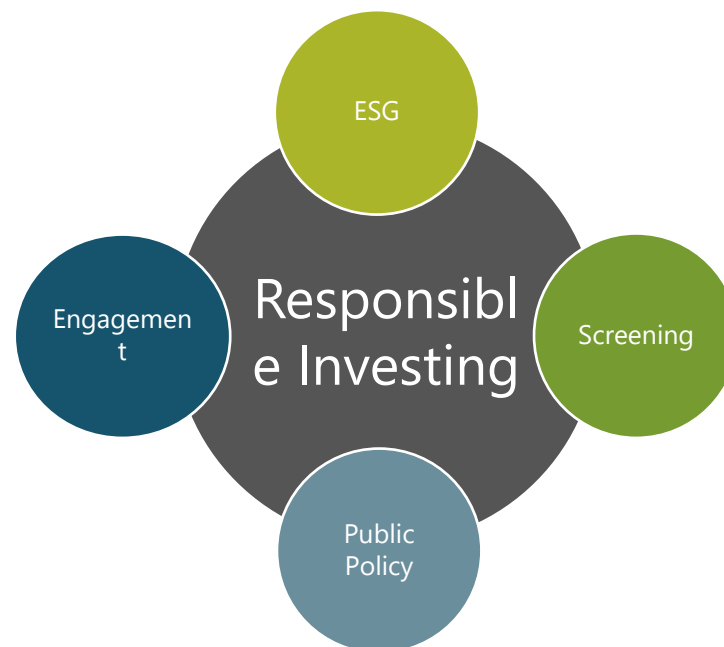 ESG
Engagemen
t
Responsibl
e Investing
Screening
Public
Policy